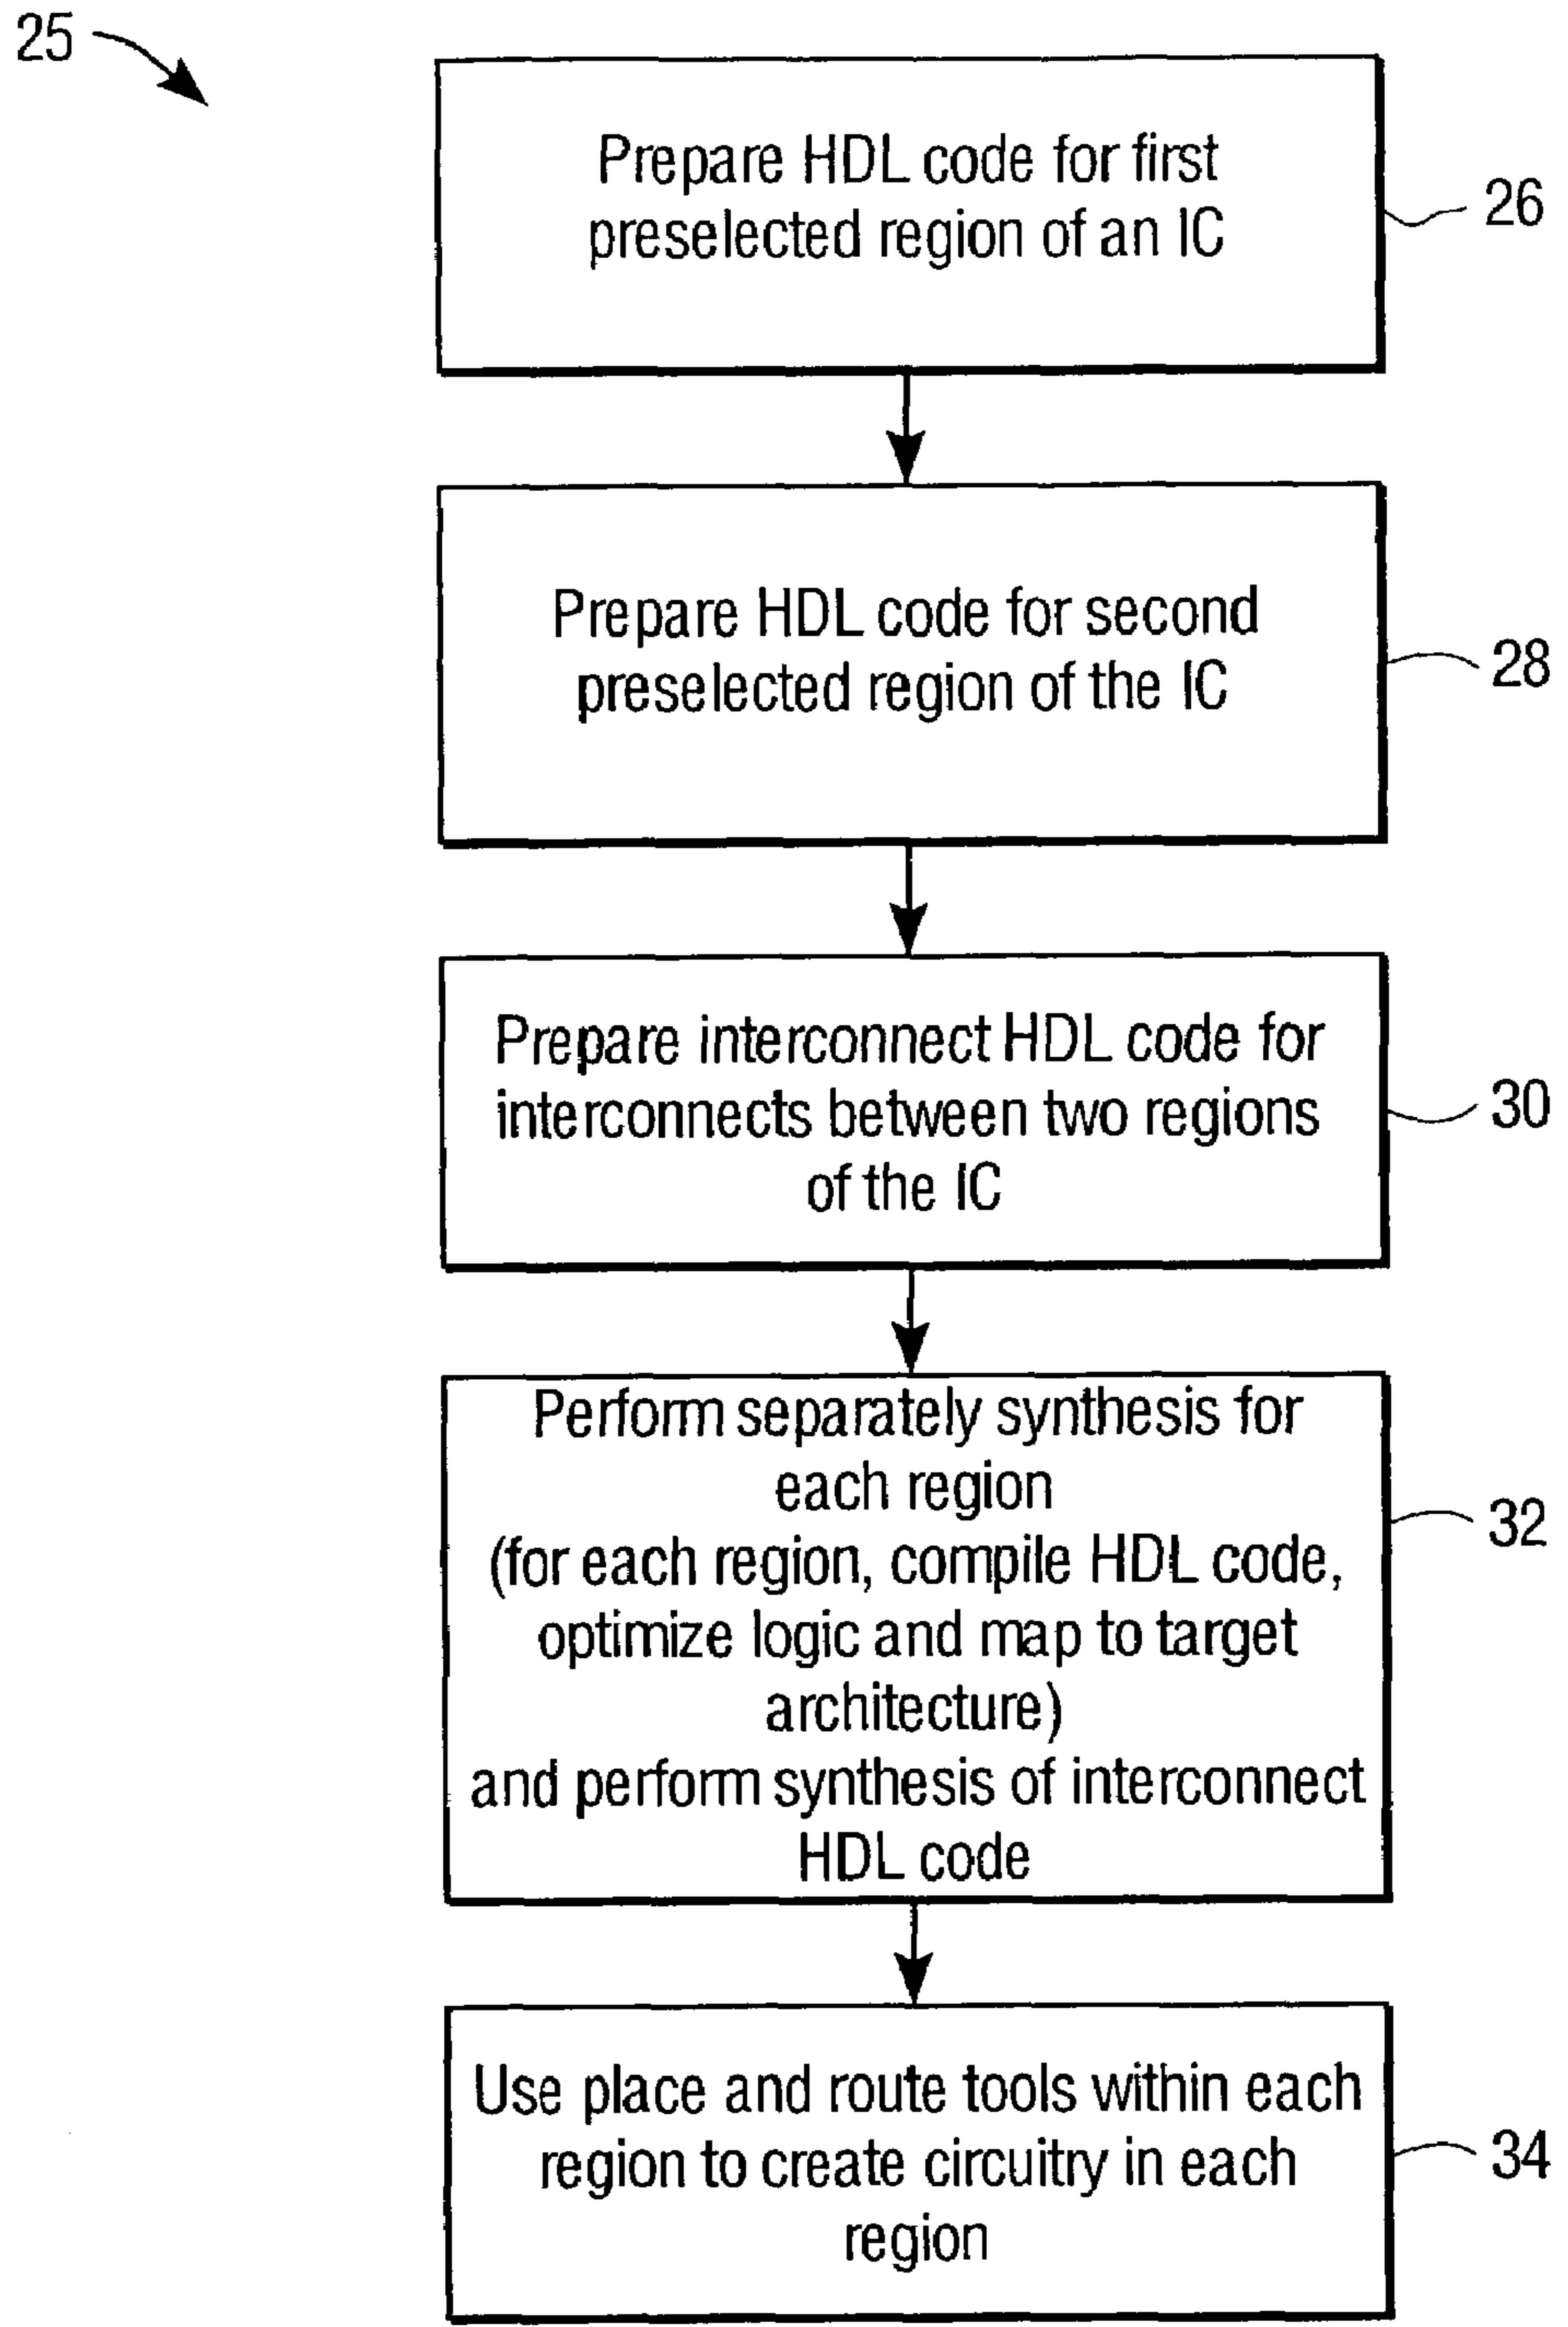 25
Prepare HDL code for first
preselected region of an IC
26
Prepare HDL code for second
preselected region of the IC
28
Prepare interconnect HDL code for
interconnects between two regions
of the IC
30
Perform separately synthesis for
each region
(for each region, compile HDL code,
optimize logic and map to target
architecture)
and perform synthesis of interconnect
HDL code
32
Use place and route tools within each
region to create circuitry in each
region
34